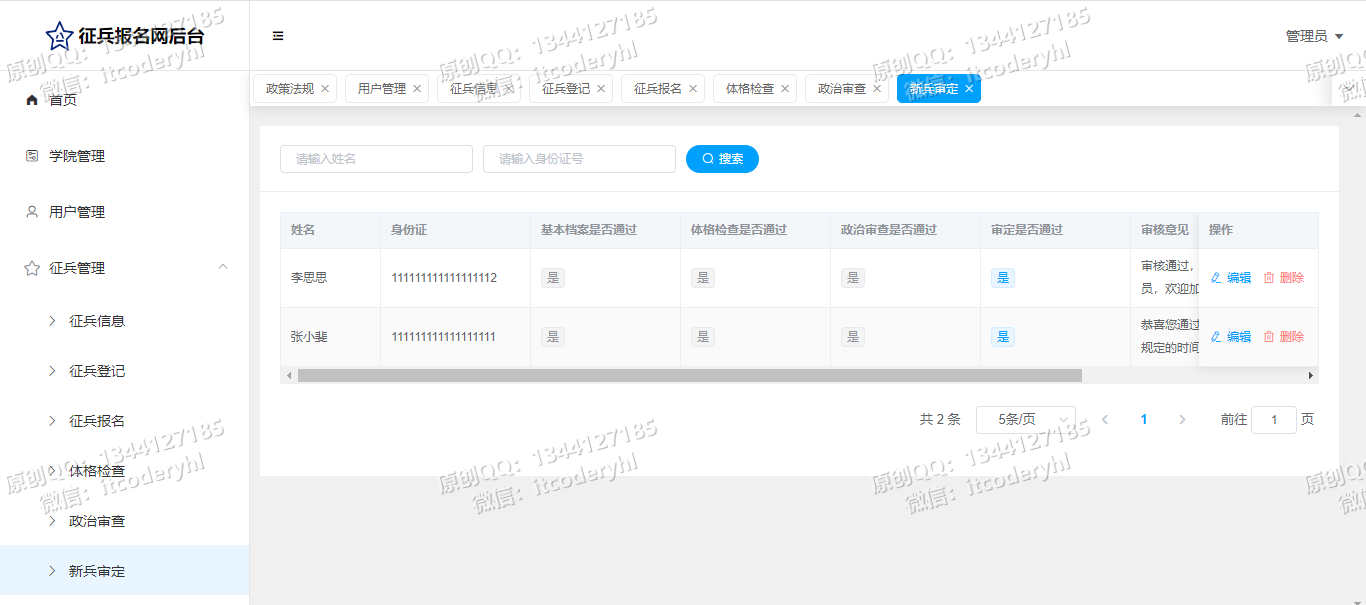 征兵报名网后台
管理员
政策法规 用户管理 征兵信息 征兵登记 征兵报名 体格检查 政治审查 新兵审定
首页
学院管理
用户管理
征兵管理
征兵信息
征兵登记
征兵报名
体格检查
政治审查
新兵审定
请输入姓名 请输入身份证号 搜索
姓名 身份证 基本档案是否通过 体格检查是否通过 政治审查是否通过 审定是否通过 审核意见 操作
李思思 111111111111111112 是 是 是 是 审核通过, 编辑 删除
员，欢迎加
张小斐 111111111111111111 是 是 是 是 恭喜您通过 编辑 删除
规定的时间
共 2 条 5条/页 1 前往 1 页
原创QQ：1344127185
微信：itcoderyhl
原创QQ：1344127185
微信：itcoderyhl
原创QQ：1344127185
微信：itcoderyhl
原创
微
原创QQ：1344127185
微信：itcoderyhl
原创QQ：1344127185
微信：itcoderyhl
原创QQ：1344127185
微信：itcoderyhl
原创
微